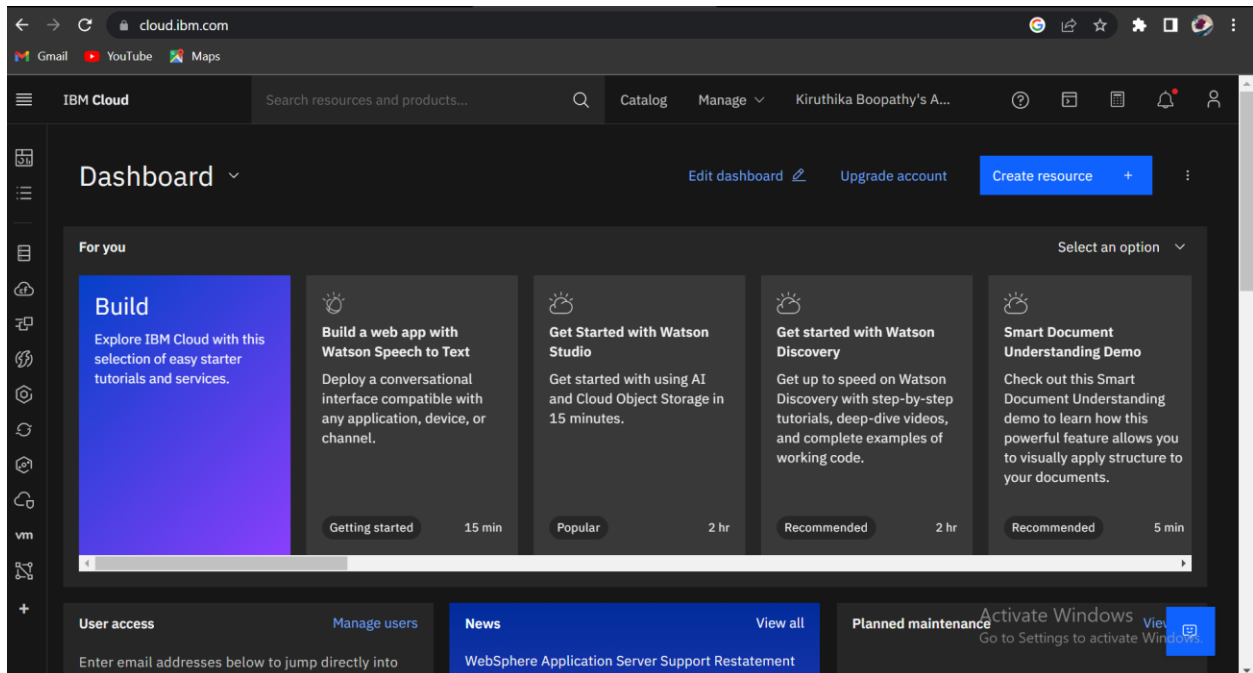 cloud.ibm.com
Gmail YouTube Maps
IBM Cloud Search resources and products... Catalog Manage Kiruthika Boopathy's A...
Dashboard Edit dashboard Upgrade account Create resource +
For you Select an option
Build
Explore IBM Cloud with this
selection of easy starter
tutorials and services.
Build a web app with
Watson Speech to Text
Deploy a conversational
interface compatible with
any application, device, or
channel.
Getting started 15 min
Get Started with Watson
Studio
Get started with using AI
and Cloud Object Storage in
15 minutes.
Popular 2 hr
Get started with Watson
Discovery
Get up to speed on Watson
Discovery with step-by-step
tutorials, deep-dive videos,
and complete examples of
working code.
Recommended 2 hr
Smart Document
Understanding Demo
Check out this Smart
Document Understanding
demo to learn how this
powerful feature allows you
to visually apply structure to
your documents.
Recommended 5 min
vm
User access Manage users
Enter email addresses below to jump directly into
News View all
WebSphere Application Server Support Restatement
Planned maintenance
Activate Windows
Go to Settings to activate Windows.